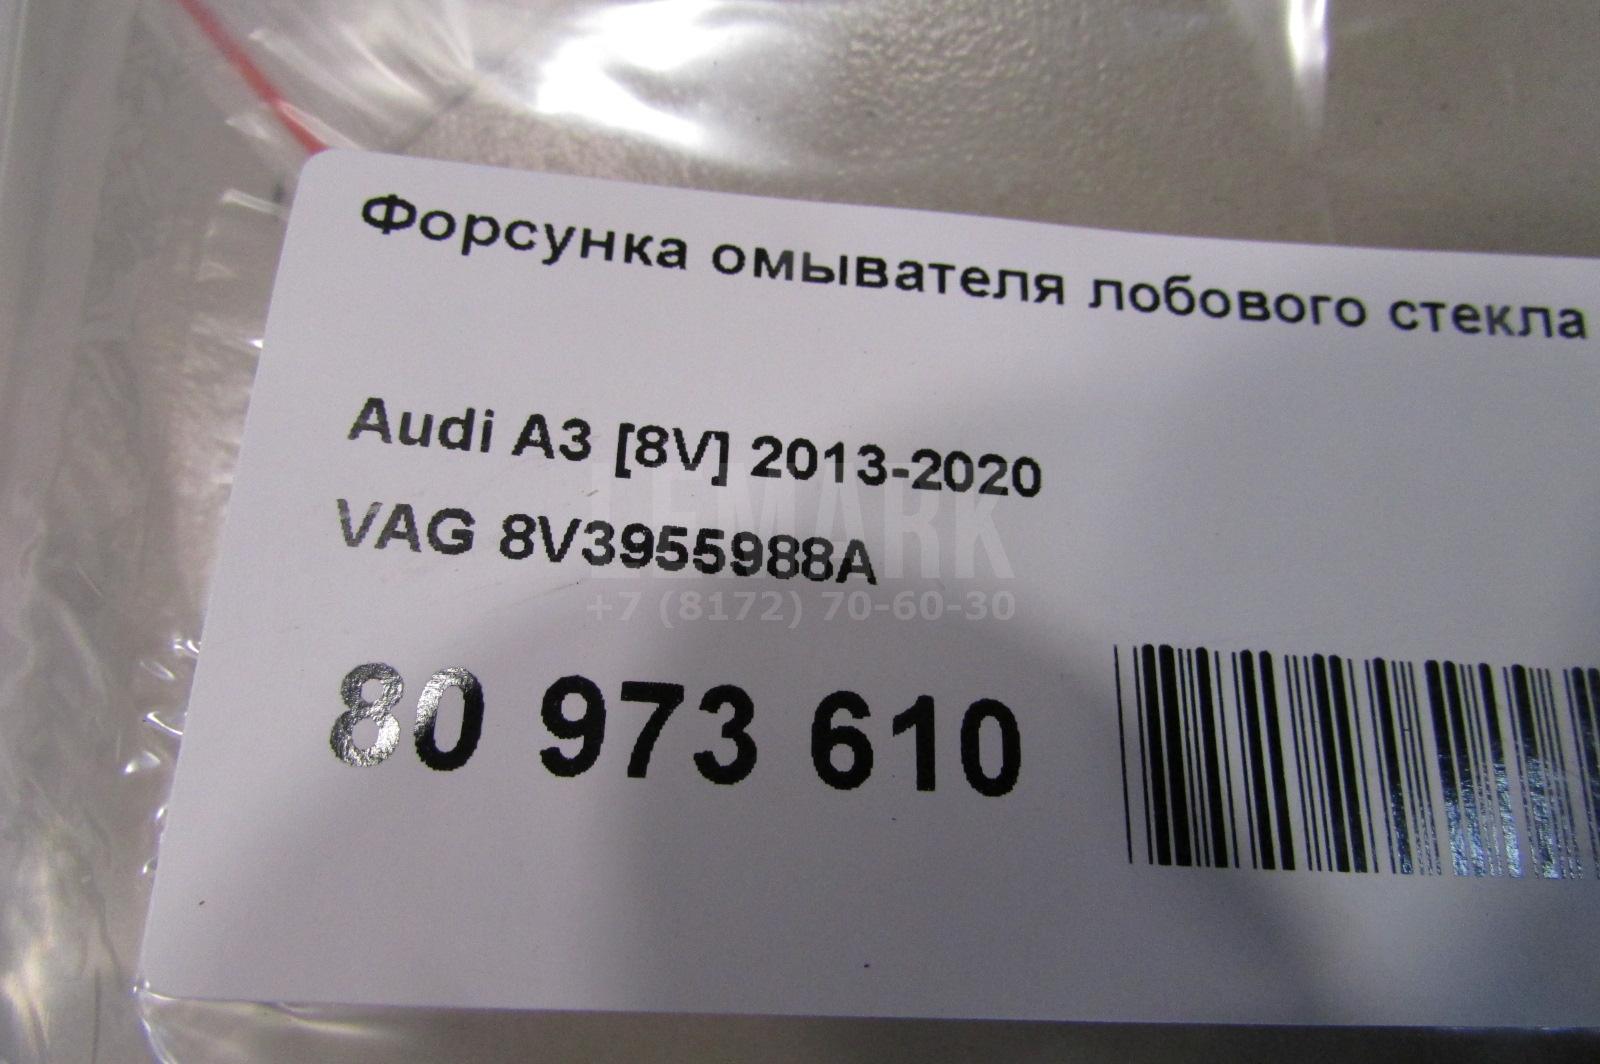 Форсунка омывателя лобового стекла
Audi A3 [8V] 2013-2020
VAG 8V3955988A
LEMARK
+7 (8172) 70-60-30
80 973 610